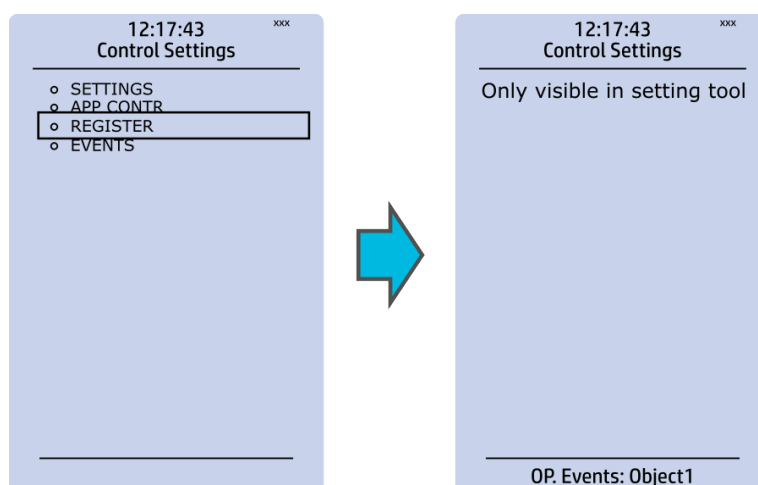 12:17:43 xxx
Control Settings
SETTINGS
APP CONTR
REGISTER
EVENTS
12:17:43 xxx
Control Settings
Only visible in setting tool
OP. Events: Object1